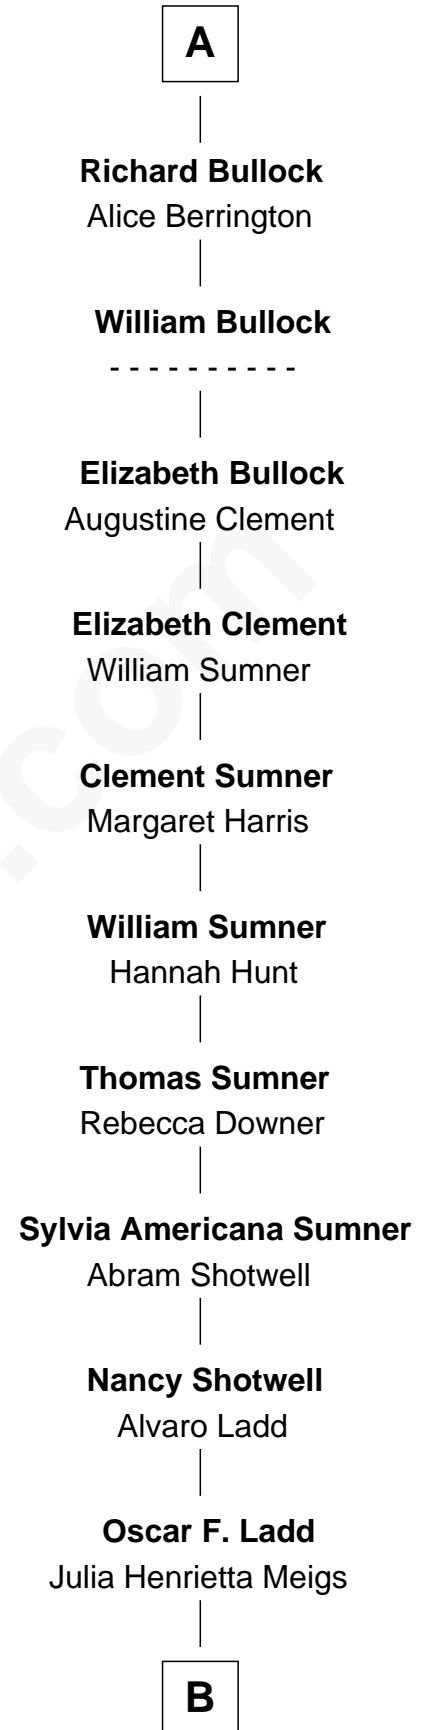 A
Richard Bullock
Alice Berrington
William Bullock
- - - - - - - - - -
Elizabeth Bullock
Augustine Clement
Elizabeth Clement
William Sumner
Clement Sumner
Margaret Harris
William Sumner
Hannah Hunt
Thomas Sumner
Rebecca Downer
Sylvia Americana Sumner
Abram Shotwell
Nancy Shotwell
Alvaro Ladd
Oscar F. Ladd
Julia Henrietta Meigs
B
.com